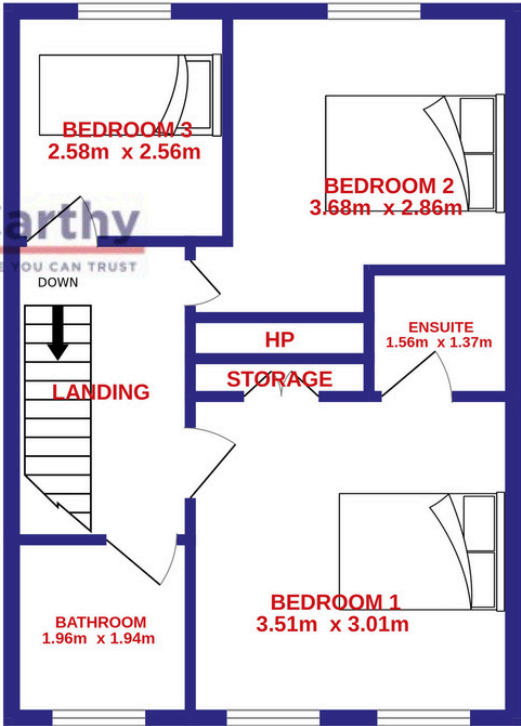 BEDROOM 3
2.58m x 2.56m
BEDROOM 2
3.68m x 2.86m
arthy
YOU CAN TRUST
DOWN
HP
ENSUITE
1.56m x 1.37m
STORAGE
LANDING
BEDROOM 1
3.51m x 3.01m
BATHROOM
1.96m x 1.94m